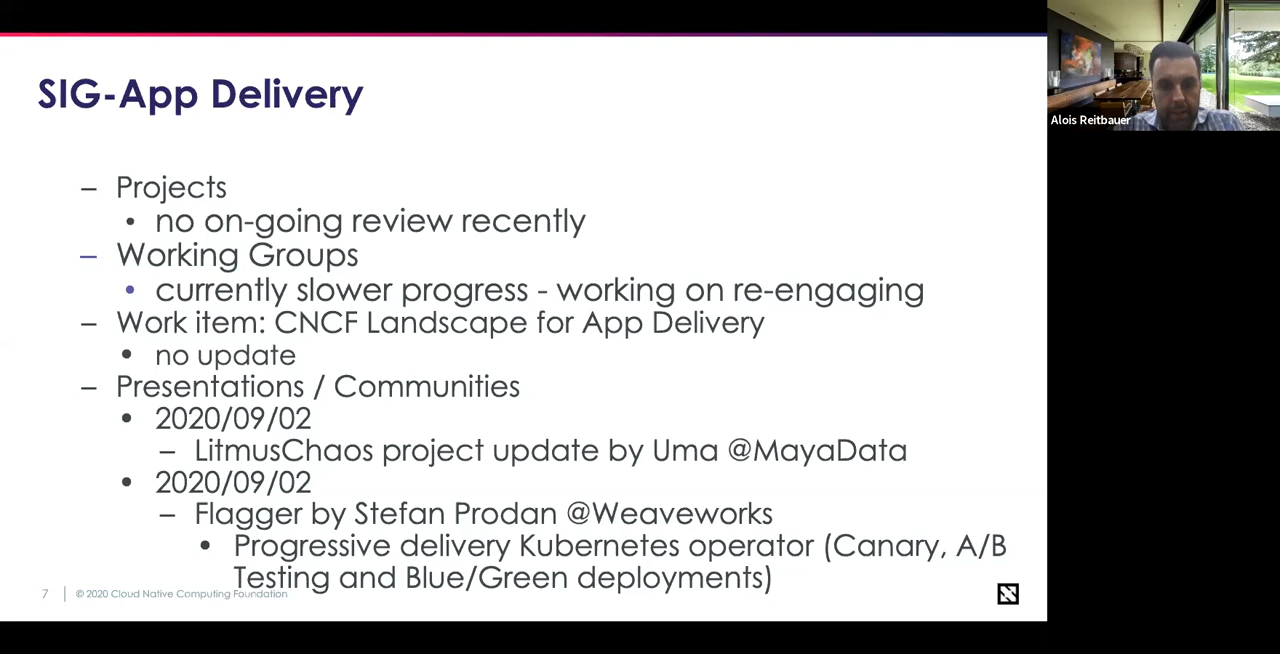 SIG-App Delivery
– Projects
• no on-going review recently
– Working Groups
• currently slower progress - working on re-engaging
– Work item: CNCF Landscape for App Delivery
• no update
– Presentations / Communities
• 2020/09/02
– LitmusChaos project update by Uma @MayaData
• 2020/09/02
– Flagger by Stefan Prodan @Weaveworks
• Progressive delivery Kubernetes operator (Canary, A/B
Testing and Blue/Green deployments)
7 © 2020 Cloud Native Computing Foundation
Alois Reitbauer